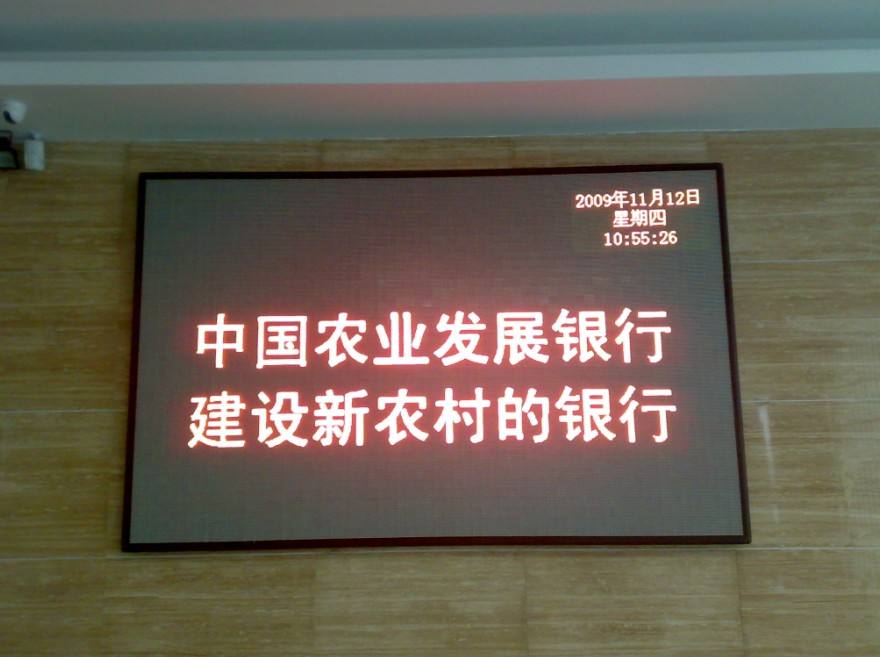 2009年11月12日
星期四
10:55:26
中国农业发展银行
建设新农村的银行